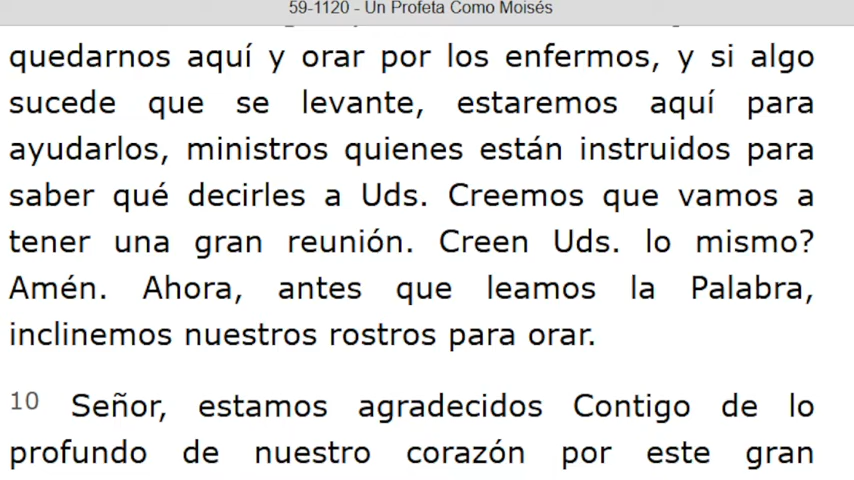 59-1120 - Un Profeta Como Moisés
quedarnos aquí y orar por los enfermos, y si algo
sucede que se levante, estaremos aquí para
ayudarlos, ministros quienes están instruidos para
saber qué decirles a Uds. Creemos que vamos a
tener una gran reunión. Creen Uds. lo mismo?
Amén. Ahora, antes que leamos la Palabra,
inclinemos nuestros rostros para orar.
10 Señor, estamos agradecidos Contigo de lo
profundo de nuestro corazón por este gran